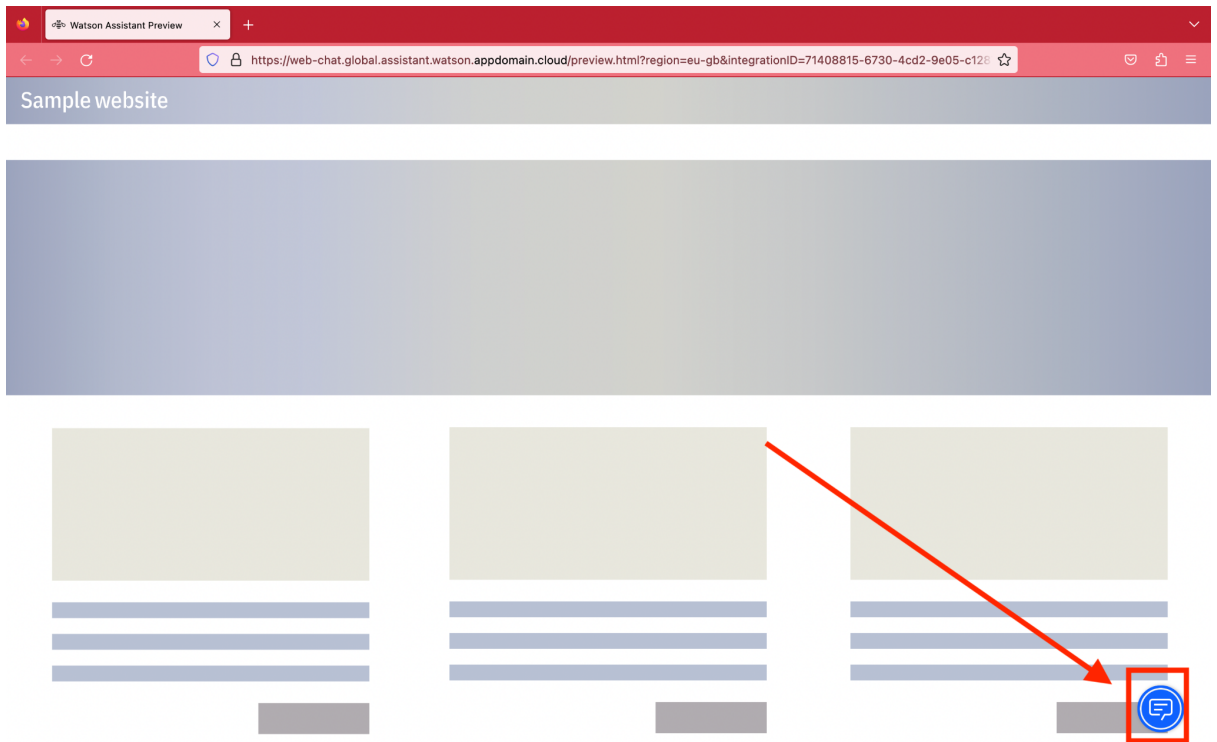 Watson Assistant Preview
https://web-chat.global.assistant.watson.appdomain.cloud/preview.html?region=eu-gb&integrationID=71408815-6730-4cd2-9e05-c128
Sample website